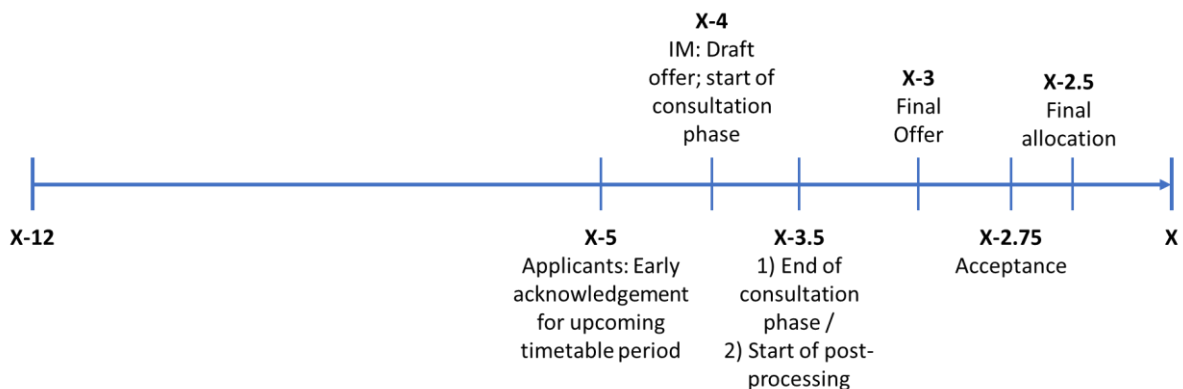 X-4
IM: Draft
offer; start of
consultation
phase
X-3
Final
Offer
X-2.5
Final
allocation
X-12
X-5
Applicants: Early
acknowledgement
for upcoming
timetable period
X-3.5
1) End of
consultation
phase /
2) Start of post-
processing
X-2.75
Acceptance
X